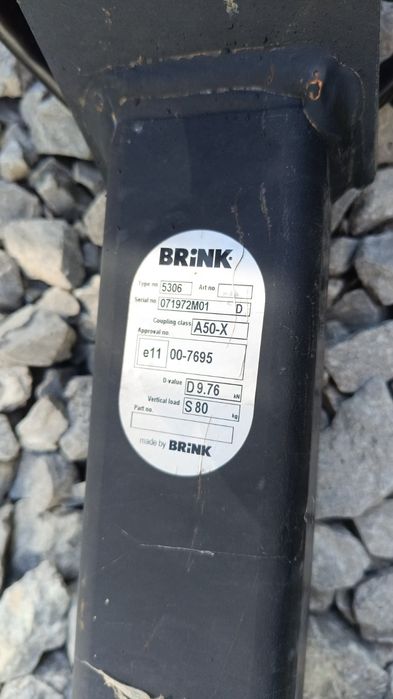 BRiNK
Type no 5306 Art no
Serial no 071972M01 D
Coupling class A50-X
Approval no.
e11 00-7695
D-value D 9.76 kN
Vertical load S 80 kg
Part no.
made by BRiNK